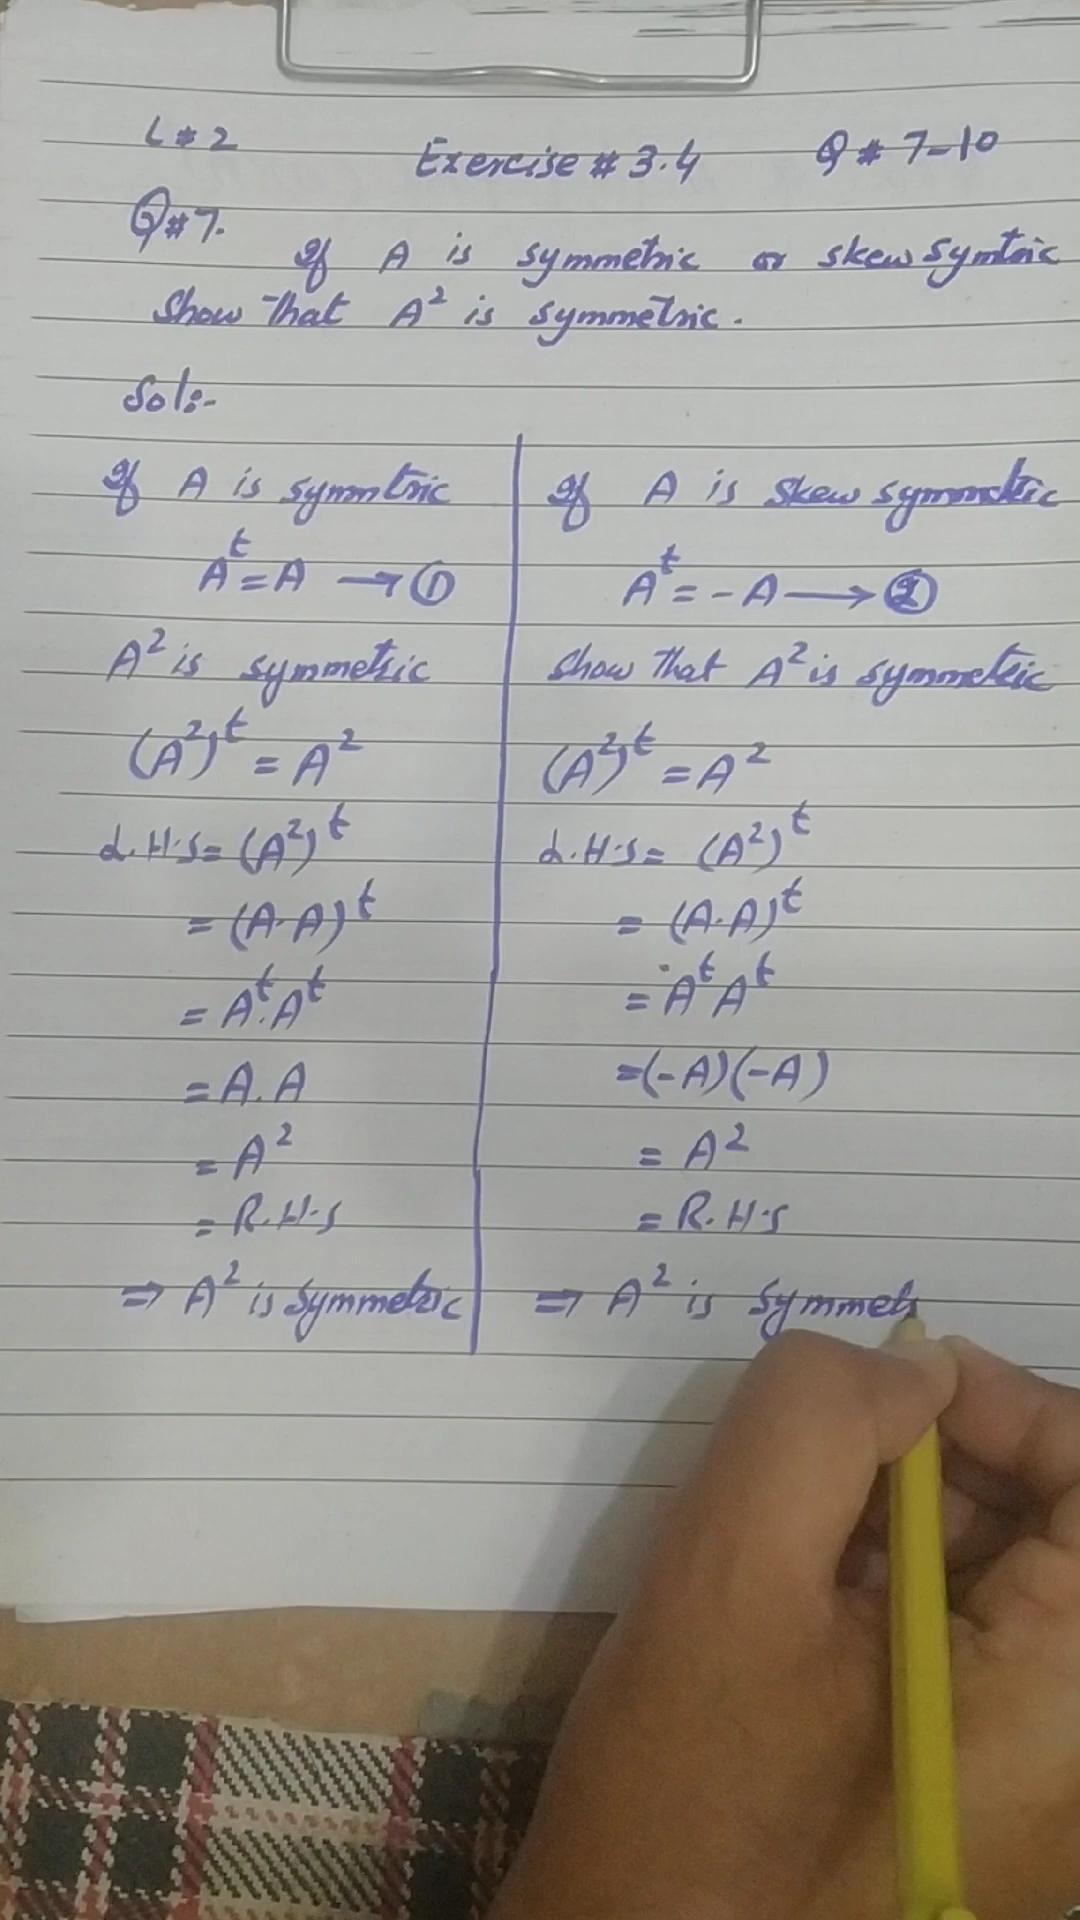 L # 2 Exercise # 3.4 Q # 7-10
Q#7.
If A is symmetric or skew symtric
Show that A² is symmetric.
Sol:-
If A is symmtric
Aᵗ = A → ①
A² is symmetric
(A²)ᵗ = A²
L.H.S = (A²)ᵗ
= (A.A)ᵗ
= Aᵗ.Aᵗ
= A.A
= A²
= R.H.S
⇒ A² is Symmetric
If A is Skew symmetric
Aᵗ = -A → ②
Show that A² is symmetric
(A²)ᵗ = A²
L.H.S = (A²)ᵗ
= (A.A)ᵗ
= AᵗAᵗ
= (-A)(-A)
= A²
= R.H.S
⇒ A² is Symmet